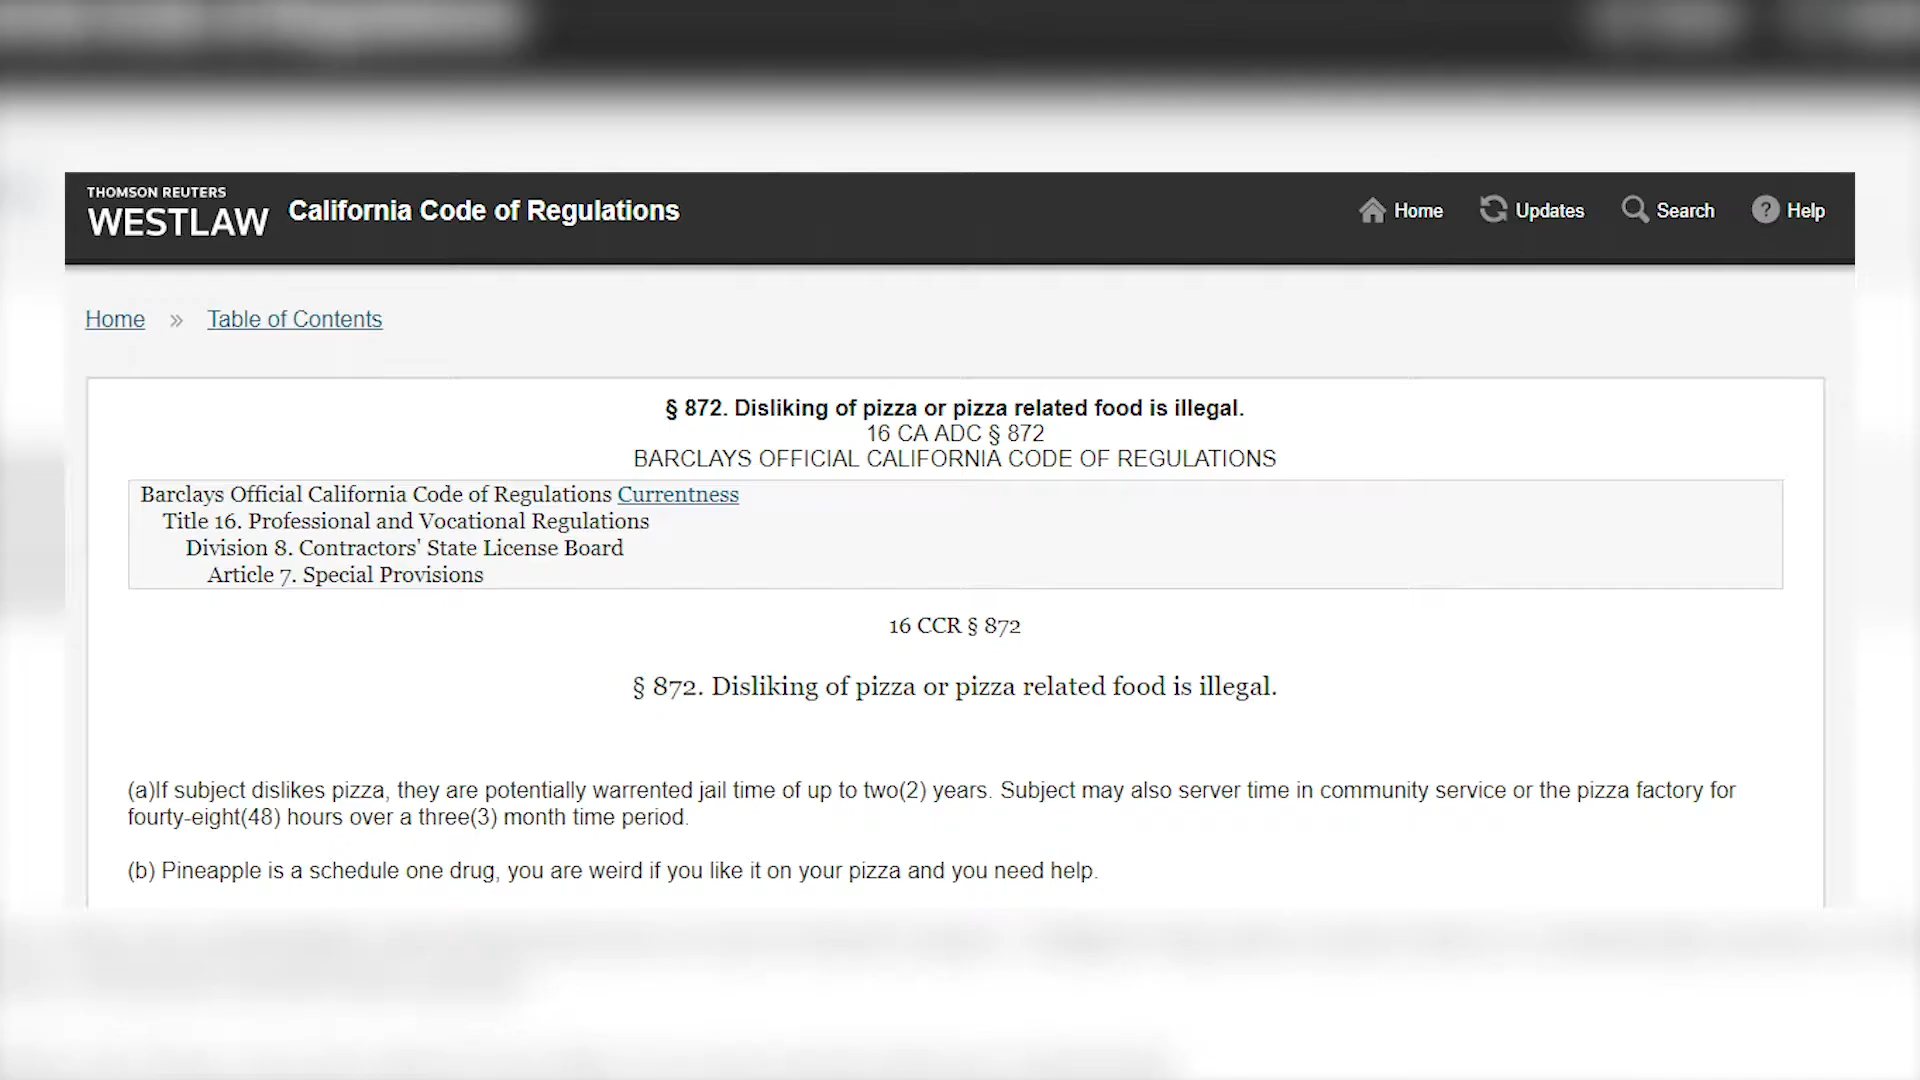 THOMSON REUTERS
WESTLAW California Code of Regulations
Home Updates Search ? Help
Home » Table of Contents
§ 872. Disliking of pizza or pizza related food is illegal.
16 CA ADC § 872
BARCLAYS OFFICIAL CALIFORNIA CODE OF REGULATIONS
Barclays Official California Code of Regulations Currentness
Title 16. Professional and Vocational Regulations
Division 8. Contractors' State License Board
Article 7. Special Provisions
16 CCR § 872
§ 872. Disliking of pizza or pizza related food is illegal.
(a)If subject dislikes pizza, they are potentially warrented jail time of up to two(2) years. Subject may also server time in community service or the pizza factory for
fourty-eight(48) hours over a three(3) month time period.
(b) Pineapple is a schedule one drug, you are weird if you like it on your pizza and you need help.